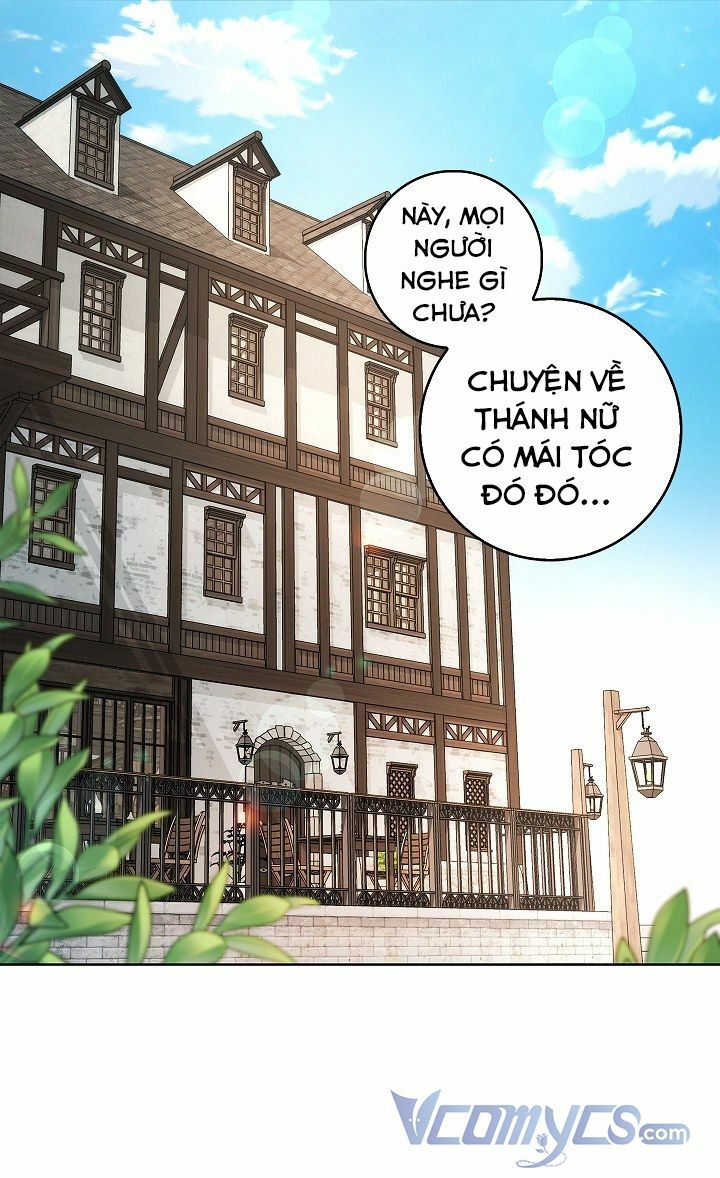 NÀY, MỌI
NGƯỜI
NGHE GÌ
CHƯA?
CHUYỆN VỀ
THÁNH NỮ
CÓ MÁI TÓC
ĐỎ ĐÓ...
VCOMYCS.com